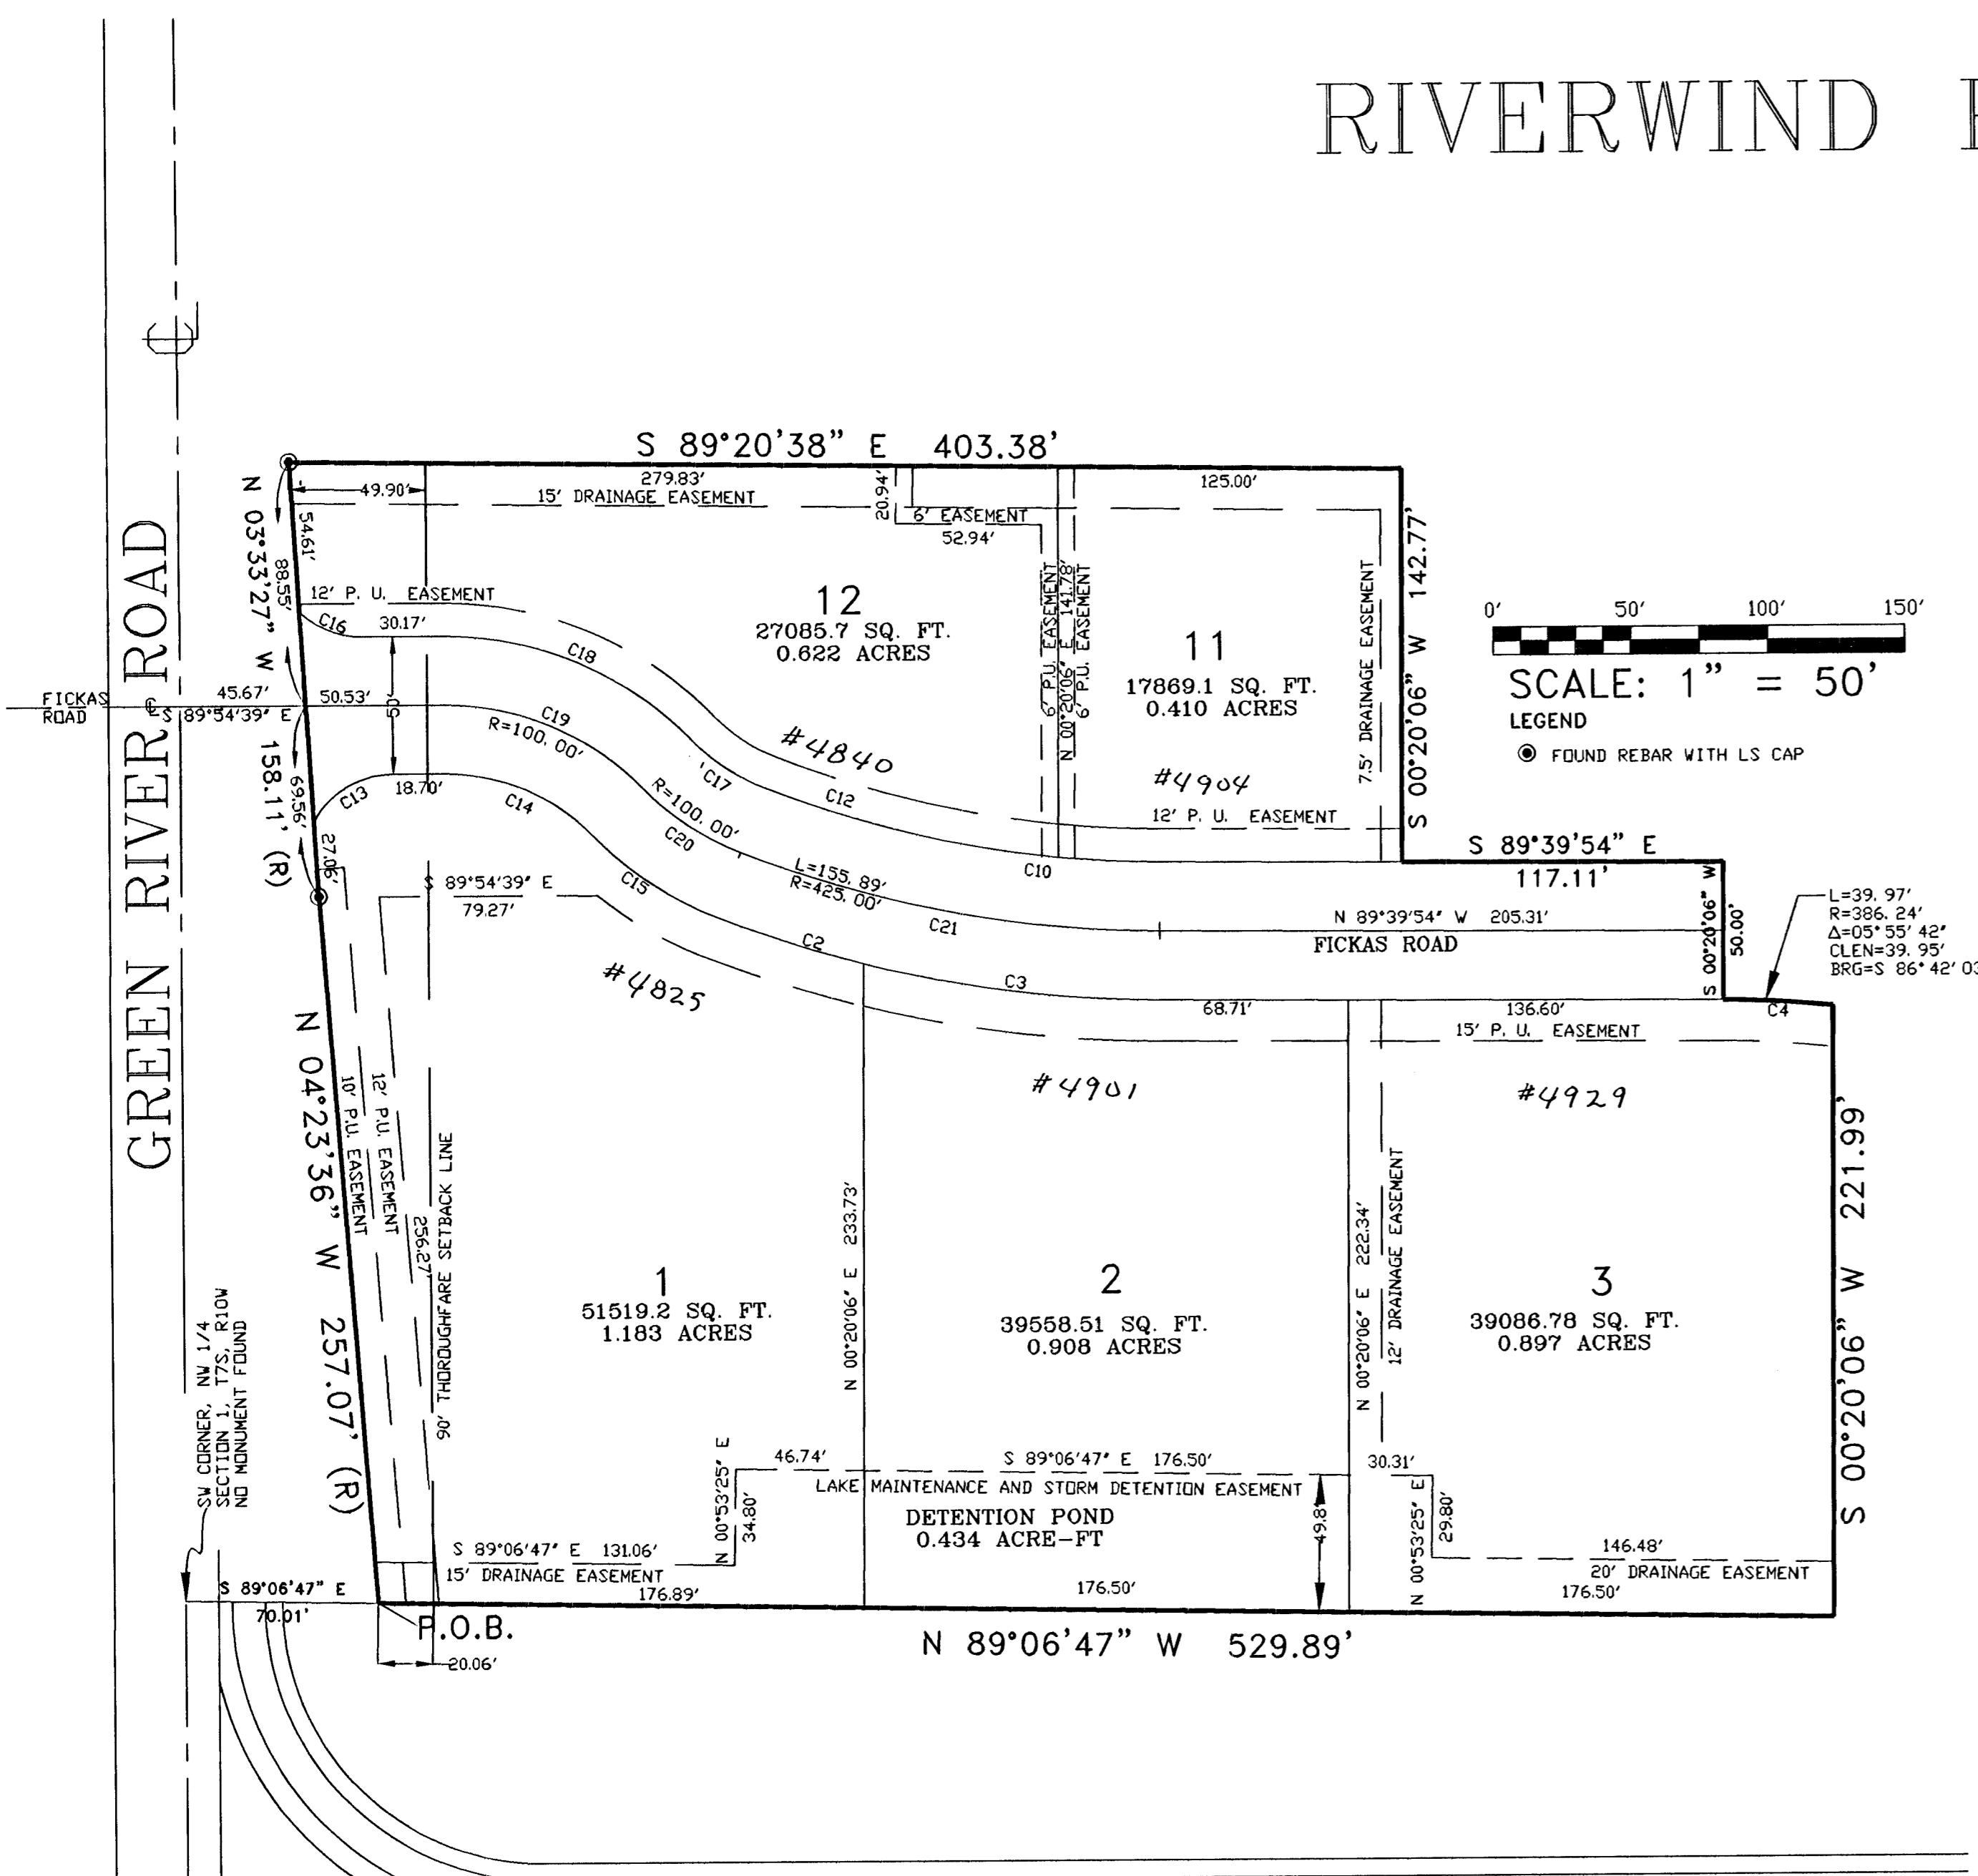 RIVERWIND
S 89°20'38" E 403.38'
279.83'
49.90'
15' DRAINAGE EASEMENT
20.94'
6' EASEMENT
52.94'
125.00'
N 03°33'27" W 158.11' (R)
54.61'
88.55'
12' P. U. EASEMENT
C16
30.17'
C18
12
27085.7 SQ. FT.
0.622 ACRES
6' P.U. EASEMENT
N 00°20'06" E 141.78'
6' P.U. EASEMENT
11
17869.1 SQ. FT.
0.410 ACRES
7.5' DRAINAGE EASEMENT
S 00°20'06" W 142.77'
0' 50' 100' 150'
SCALE: 1" = 50'
LEGEND
FOUND REBAR WITH LS CAP
GREEN RIVER ROAD
FICKAS
ROAD
45.67'
S 89°54'39" E
50.53'
50'
C19
R=100.00'
#4840
C17
C12
#4904
12' P. U. EASEMENT
69.56'
27.06'
C13
18.70'
C14
R=100.00'
C20
L=155.89'
R=425.00'
C10
S 89°39'54" E
117.11'
S 00°20'06" W
50.00'
L=39.97'
R=386.24'
Δ=05°55'42"
CLEN=39.95'
BRG=S 86°42'03
S 89°54'39" E
79.27'
C15
C21
N 89°39'54" W 205.31'
FICKAS ROAD
C2
C3
#4825
68.71'
136.60'
C4
15' P. U. EASEMENT
N 04°23'36" W 257.07' (R)
10' P.U. EASEMENT
12' P.U. EASEMENT
256.27'
90' THOROUGHFARE SETBACK LINE
#4901
#4929
N 00°20'06" E 233.73'
N 00°20'06" E 222.34'
12' DRAINAGE EASEMENT
S 00°20'06" W 221.99'
1
51519.2 SQ. FT.
1.183 ACRES
2
39558.51 SQ. FT.
0.908 ACRES
3
39086.78 SQ. FT.
0.897 ACRES
SW CORNER, NW 1/4
SECTION 1, T7S, R10W
NO MONUMENT FOUND
46.74'
S 89°06'47" E 176.50'
30.31'
LAKE MAINTENANCE AND STORM DETENTION EASEMENT
DETENTION POND
0.434 ACRE-FT
N 00°53'25" E
34.80'
49.8'
N 00°53'25" E
29.80'
S 89°06'47" E 131.06'
15' DRAINAGE EASEMENT
176.89'
176.50'
146.48'
20' DRAINAGE EASEMENT
176.50'
S 89°06'47" E
70.01'
P.O.B.
20.06'
N 89°06'47" W 529.89'